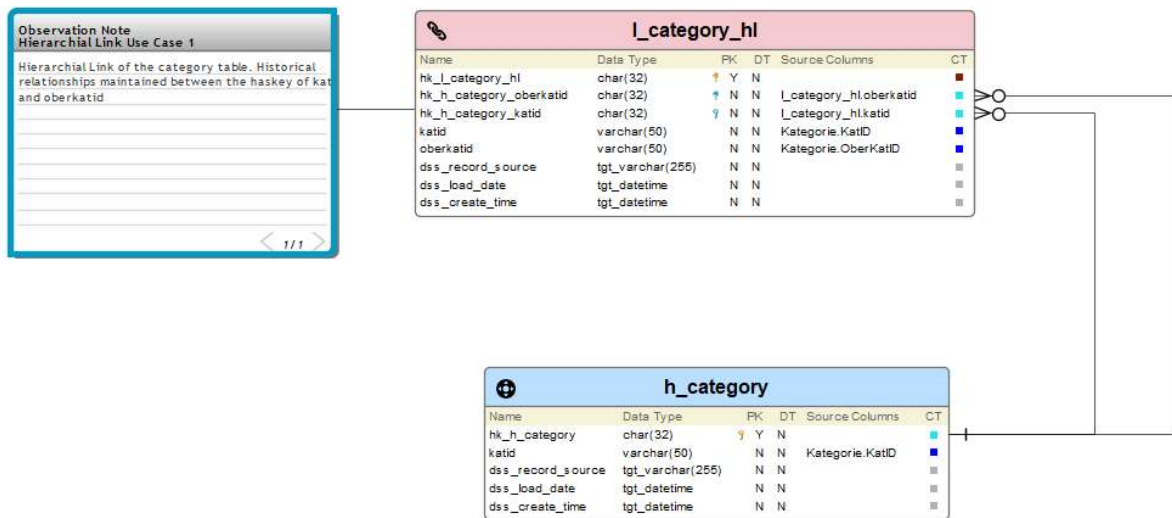 Observation Note
Hierarchial Link Use Case 1
Hierarchial Link of the category table. Historical
relationships maintained between the haskey of kat
and oberkatid
1/1
l_category_hl
Name Data Type PK DT Source Columns CT
hk_l_category_hl char(32) Y N
hk_h_category_oberkatid char(32) N N l_category_hl.oberkatid
hk_h_category_katid char(32) N N l_category_hl.katid
katid varchar(50) N N Kategorie.KatID
oberkatid varchar(50) N N Kategorie.OberKatID
dss_record_source tgt_varchar(255) N N
dss_load_date tgt_datetime N N
dss_create_time tgt_datetime N N
h_category
Name Data Type PK DT Source Columns CT
hk_h_category char(32) Y N
katid varchar(50) N N Kategorie.KatID
dss_record_source tgt_varchar(255) N N
dss_load_date tgt_datetime N N
dss_create_time tgt_datetime N N